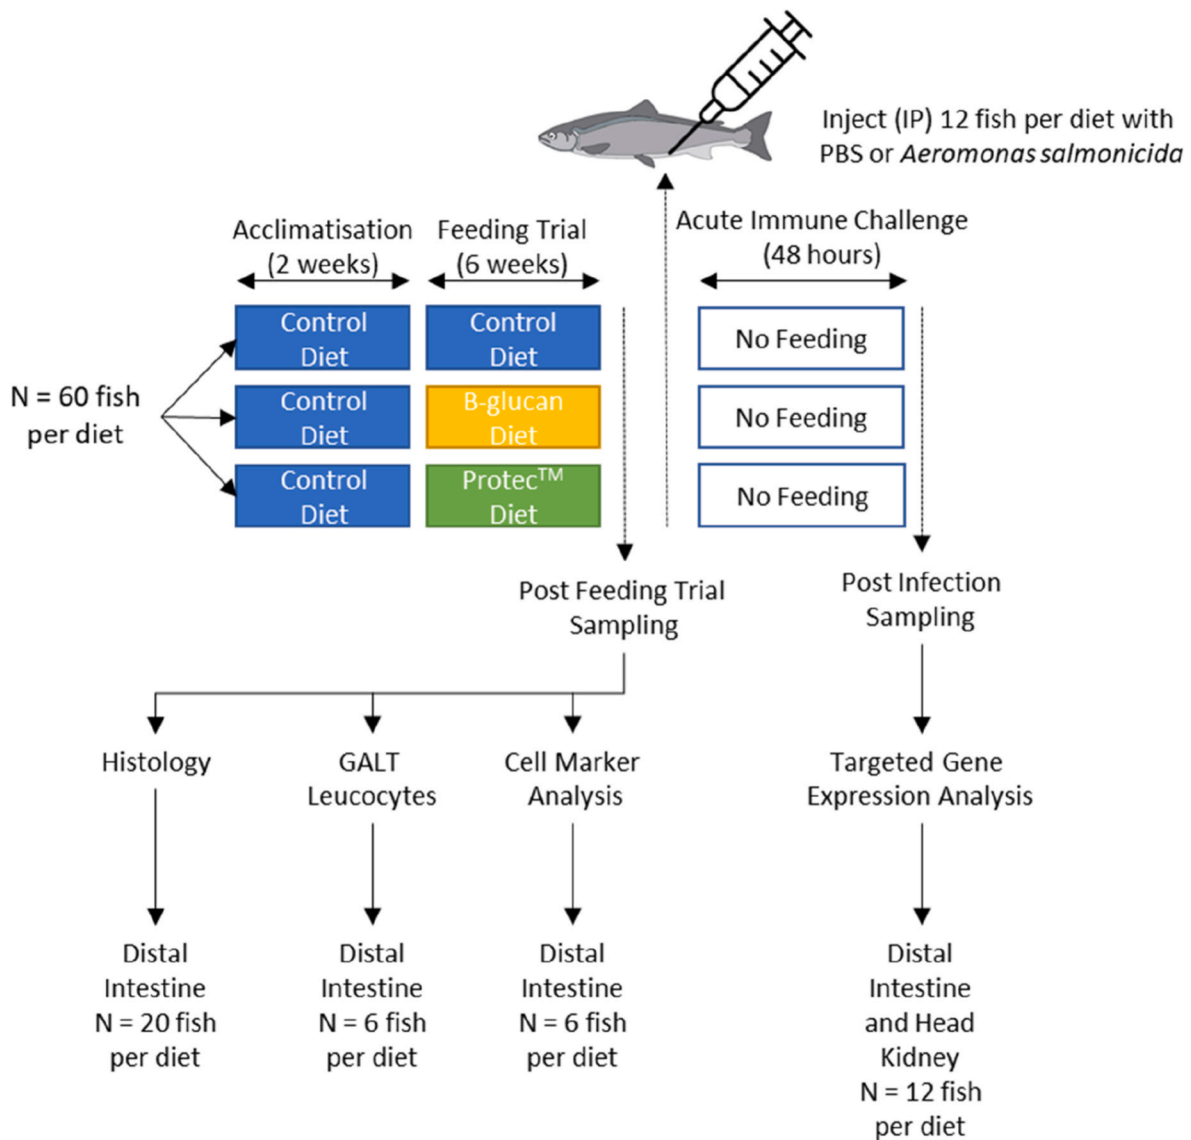 Inject (IP) 12 fish per diet with
PBS or Aeromonas salmonicida
Acclimatisation
(2 weeks)
Feeding Trial
(6 weeks)
Acute Immune Challenge
(48 hours)
N = 60 fish
per diet
Control
Diet
Control
Diet
No Feeding
Control
Diet
B-glucan
Diet
No Feeding
Control
Diet
Protec™
Diet
No Feeding
Post Feeding Trial
Sampling
Post Infection
Sampling
Histology
GALT
Leucocytes
Cell Marker
Analysis
Targeted Gene
Expression Analysis
Distal
Intestine
N = 20 fish
per diet
Distal
Intestine
N = 6 fish
per diet
Distal
Intestine
N = 6 fish
per diet
Distal
Intestine
and Head
Kidney
N = 12 fish
per diet